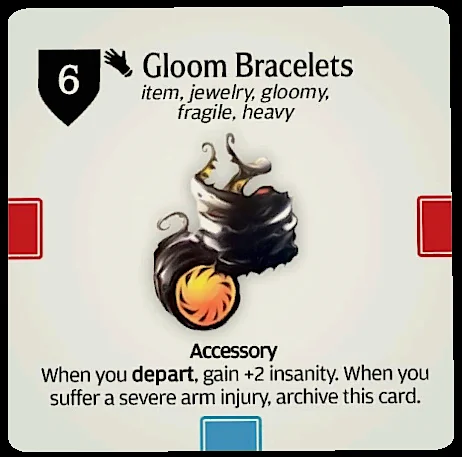 6
Gloom Bracelets
item, jewelry, gloomy,
fragile, heavy
Accessory
When you depart, gain +2 insanity. When you
suffer a severe arm injury, archive this card.